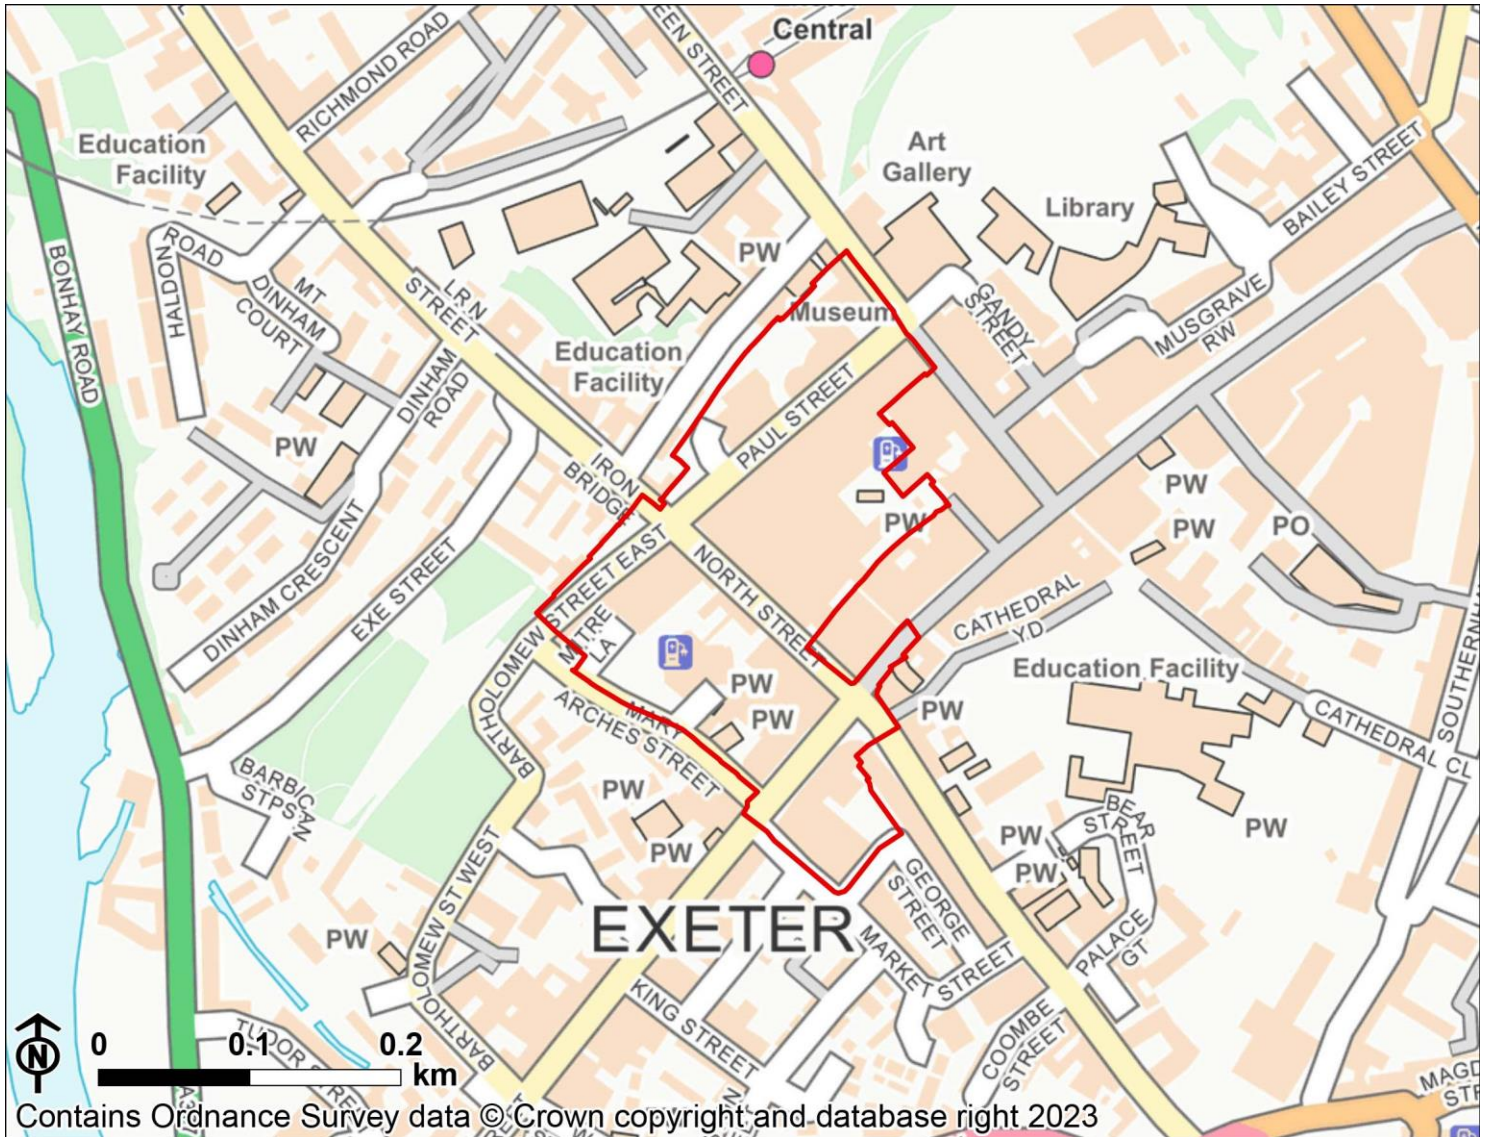 EEN STREET
Central
RICHMOND ROAD
Education
Facility
Art
Gallery
Library
BAILEY STREET
BONHAY ROAD
HALDON
ROAD
MT
DINHAM
COURT
STREET
PW
Museum
GANDY
STREET
MUSGRAVE
RW
Education
Facility
DINHAM
ROAD
PAUL STREET
PW
IRON
BRIDGE
PW
PW
PW
PO
DINHAM CRESCENT
EXE STREET
NORTH STREET
BARTHOLOMEW STREET EAST
MITRE
LA
CATHEDRAL
YD
Education Facility
PW
PW
PW
ARCHES STREET
MARY
CATHEDRAL CL
SOUTHERNHA
BARBICAN
STPS
PW
PW
BEAR
STREET
PW
PW
PW
GEORGE
STREET
EXETER
MARKET STREET
PALACE
GT
PW
BARTHOLOMEW ST WEST
KING STREET
COOMBE
STREET
MAGD
STR
TUDOR STRE
N
0 0.1 0.2
km
Contains Ordnance Survey data © Crown copyright and database right 2023